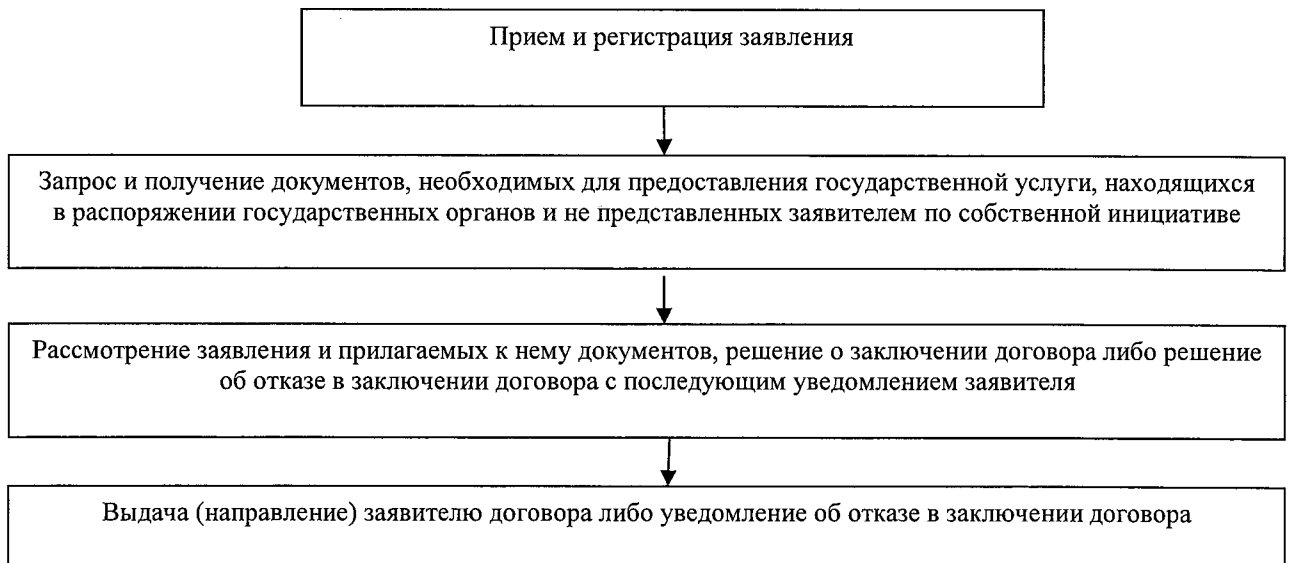 Прием и регистрация заявления
Запрос и получение документов, необходимых для предоставления государственной услуги, находящихся
в распоряжении государственных органов и не представленных заявителем по собственной инициативе
Рассмотрение заявления и прилагаемых к нему документов, решение о заключении договора либо решение
об отказе в заключении договора с последующим уведомлением заявителя
Выдача (направление) заявителю договора либо уведомление об отказе в заключении договора